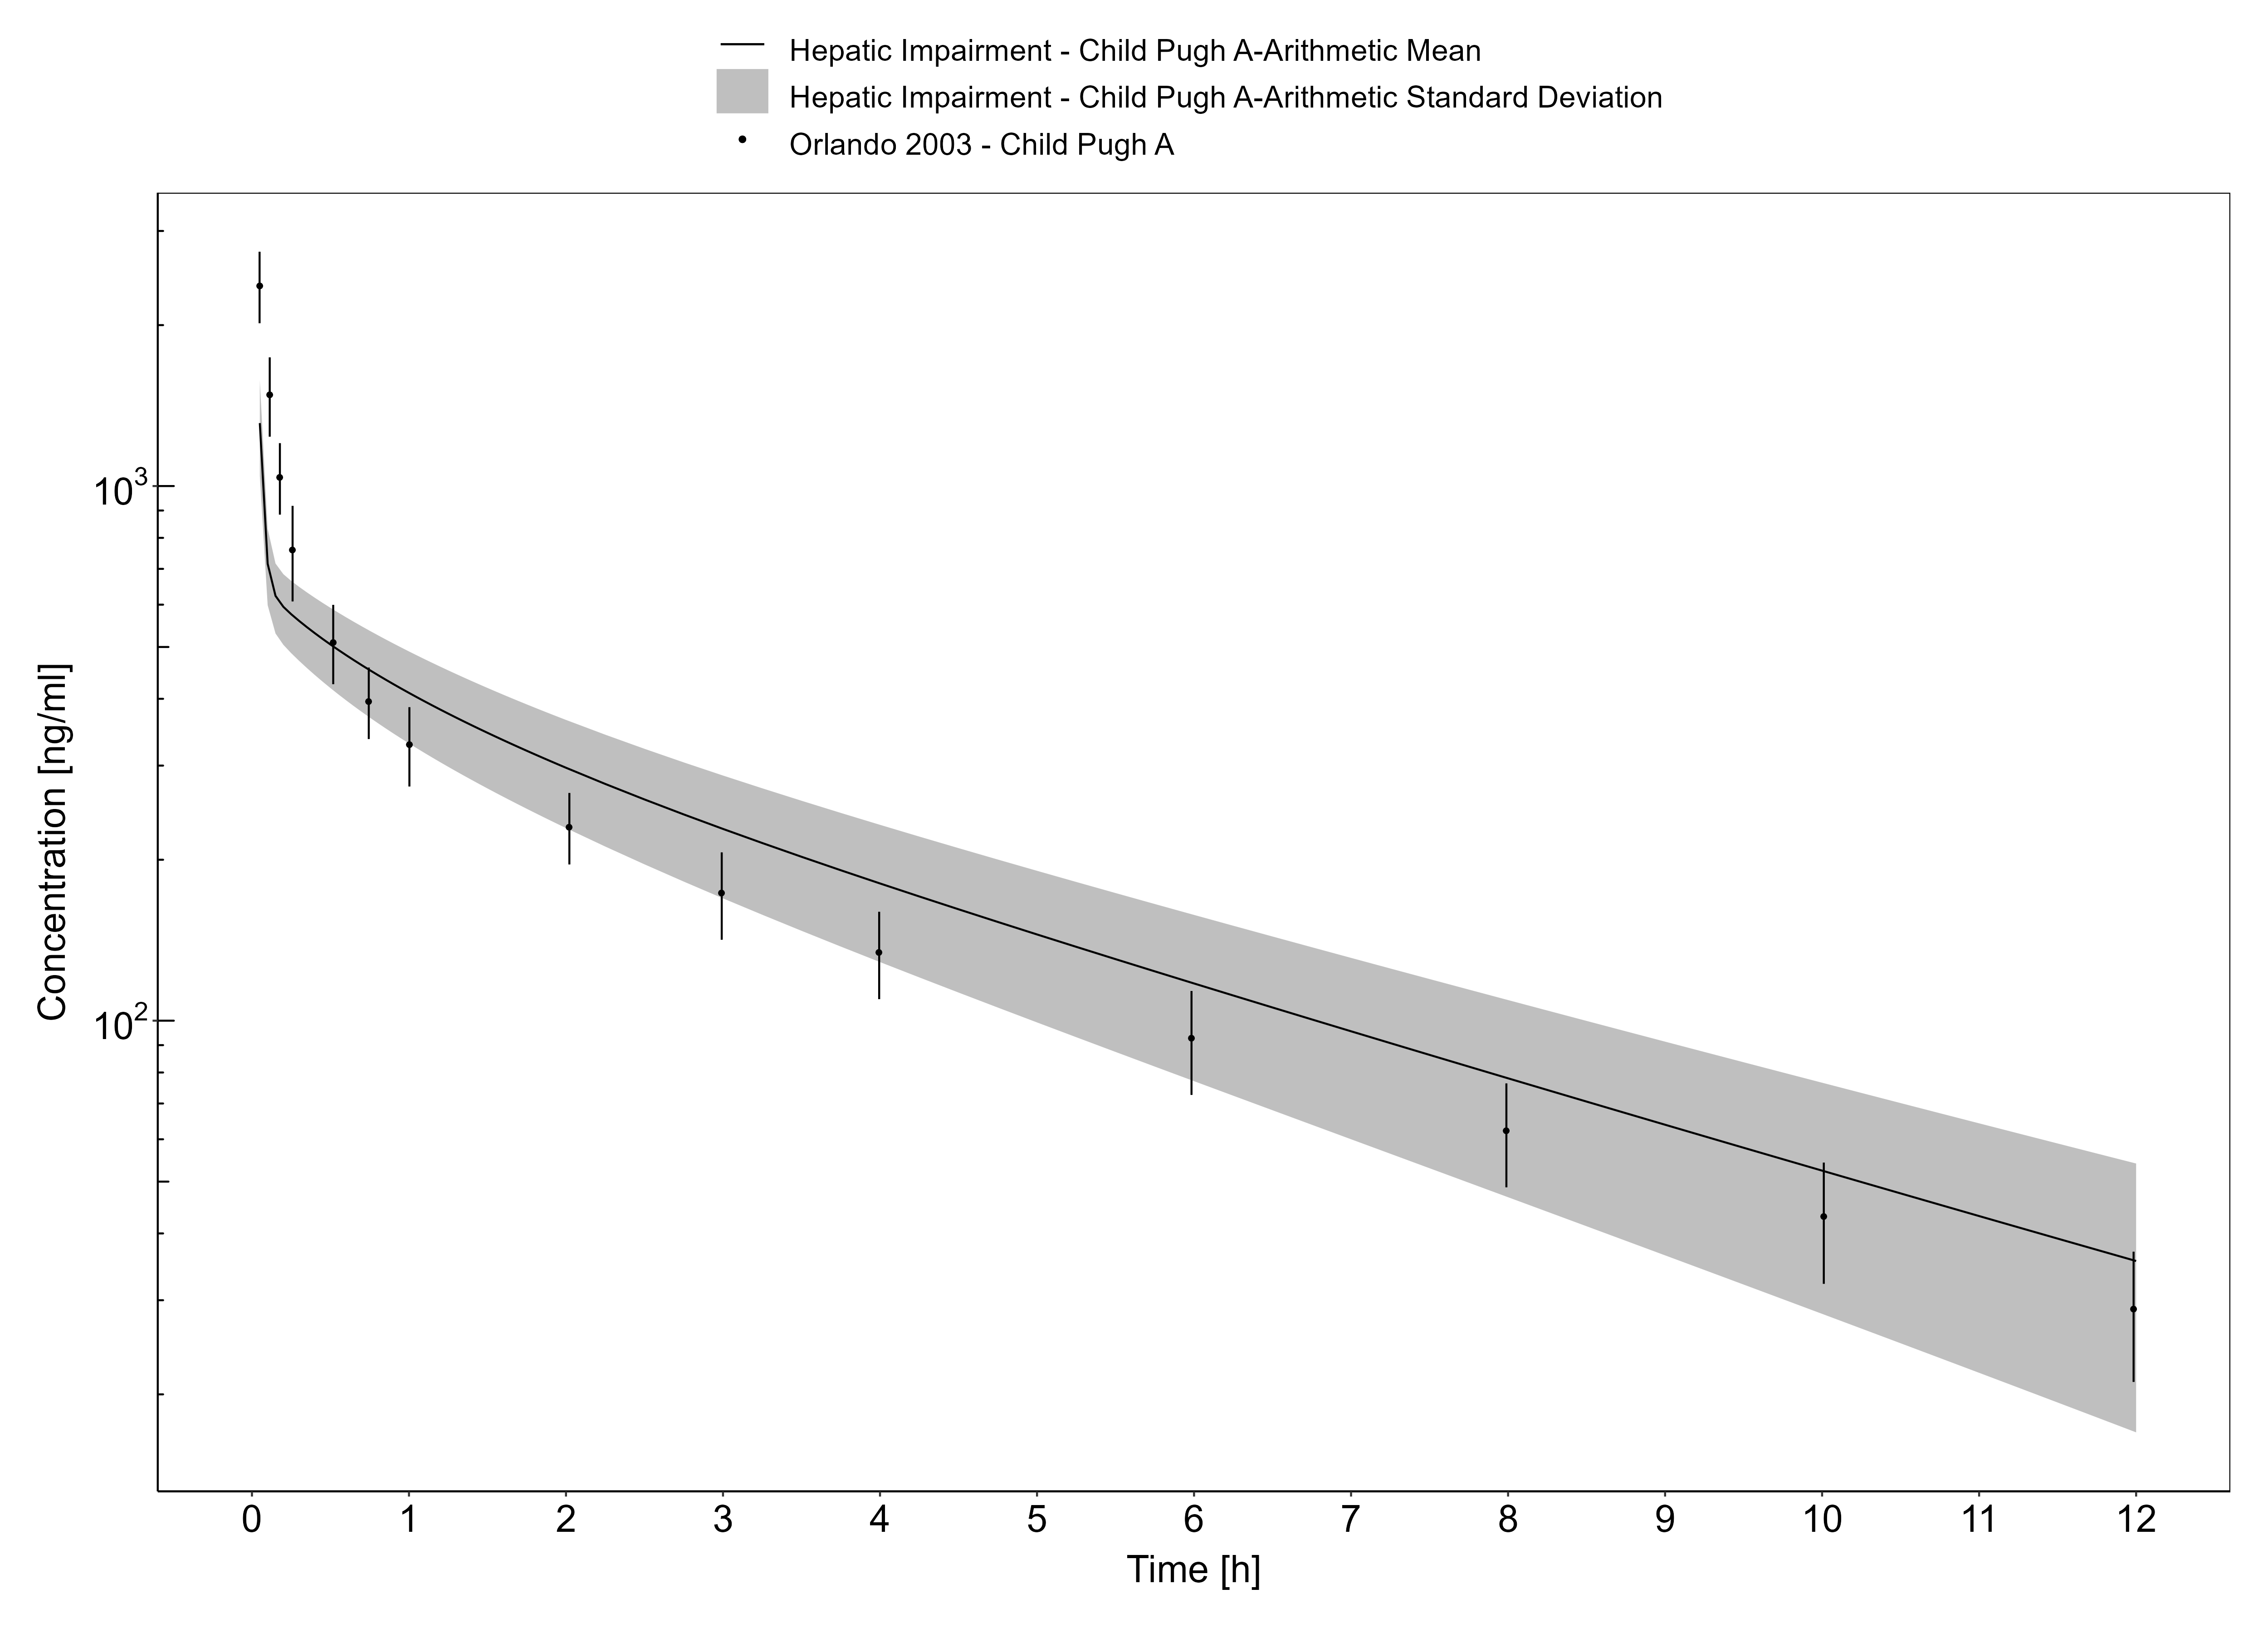 Hepatic Impairment - Child Pugh A-Arithmetic Mean
Hepatic Impairment - Child Pugh A-Arithmetic Standard Deviation
Orlando 2003 - Child Pugh A
10³
10²
Concentration [ng/ml]
0 1 2 3 4 5 6 7 8 9 10 11 12
Time [h]